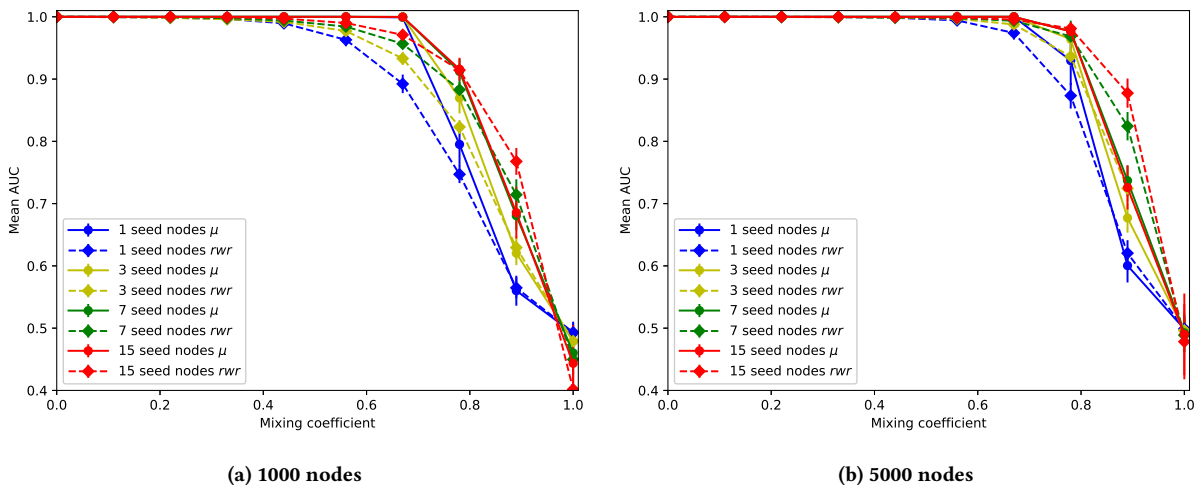 1.0
0.9
0.8
0.7
0.6
0.5
0.4
Mean AUC
1 seed nodes μ
1 seed nodes rwr
3 seed nodes μ
3 seed nodes rwr
7 seed nodes μ
7 seed nodes rwr
15 seed nodes μ
15 seed nodes rwr
0.0 0.2 0.4 0.6 0.8 1.0
Mixing coefficient
(a) 1000 nodes
1.0
0.9
0.8
0.7
0.6
0.5
0.4
Mean AUC
1 seed nodes μ
1 seed nodes rwr
3 seed nodes μ
3 seed nodes rwr
7 seed nodes μ
7 seed nodes rwr
15 seed nodes μ
15 seed nodes rwr
0.0 0.2 0.4 0.6 0.8 1.0
Mixing coefficient
(b) 5000 nodes